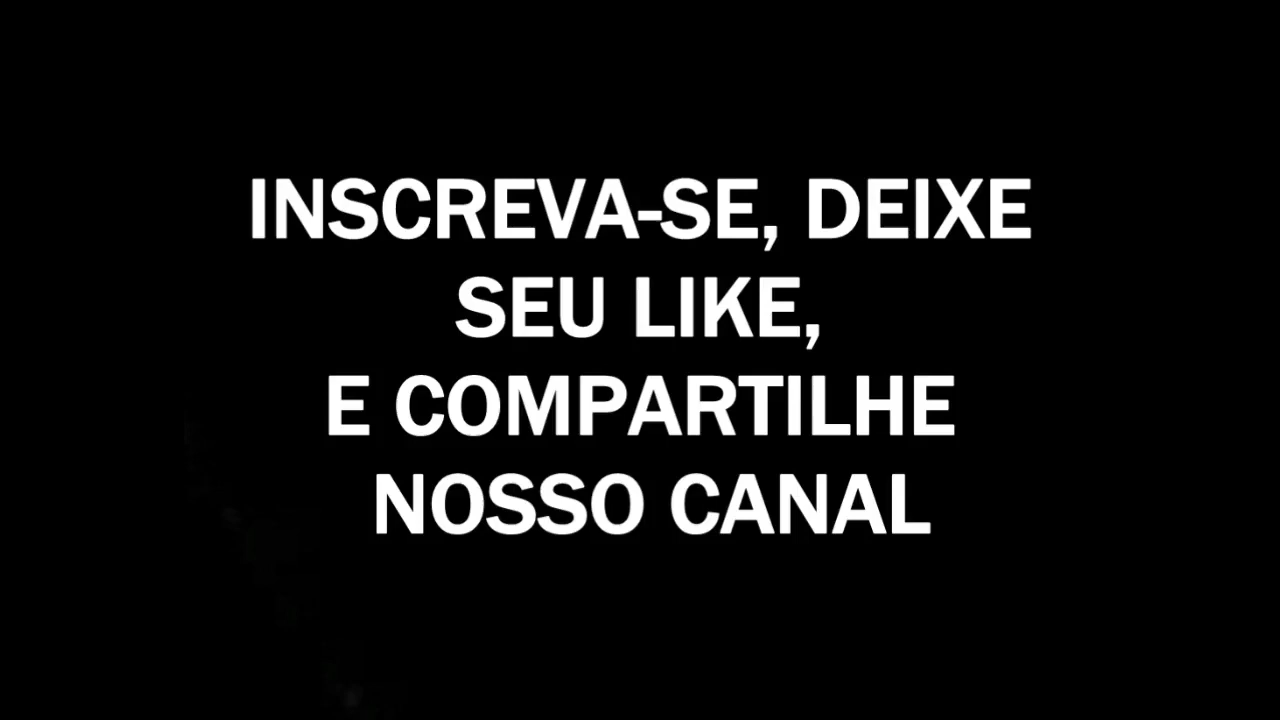 INSCREVA-SE, DEIXE
SEU LIKE,
E COMPARTILHE
NOSSO CANAL